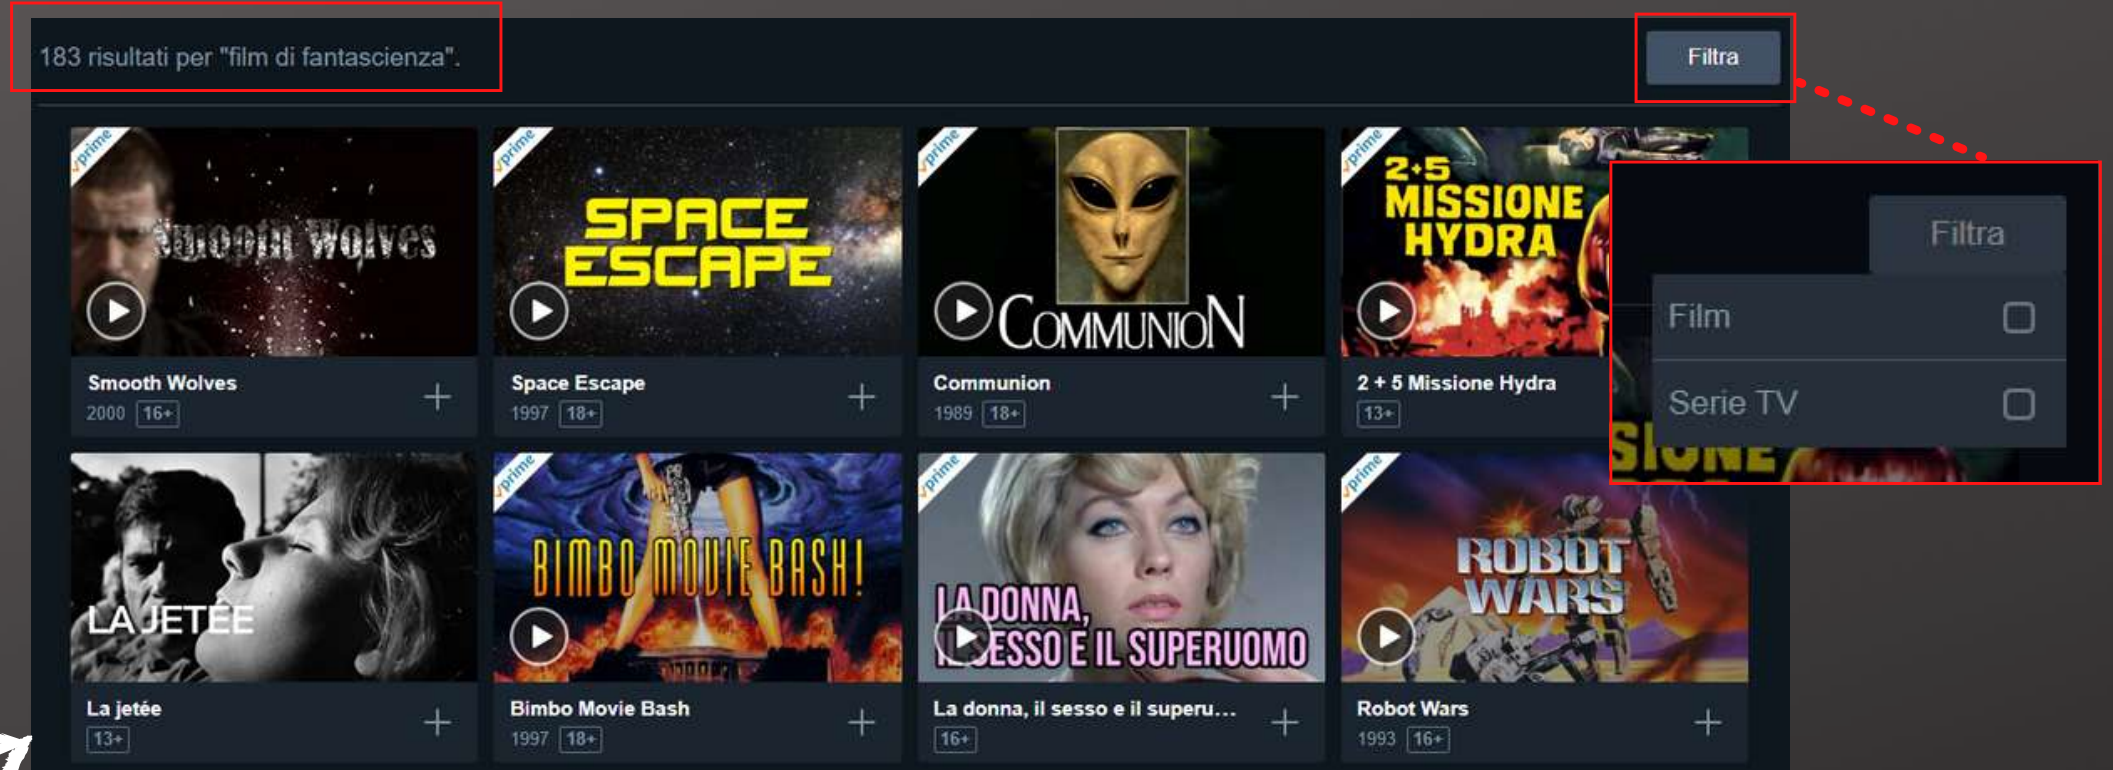 183 risultati per "film di fantascienza".
Filtra
prime
Smooth Wolves
prime
SPACE
ESCAPE
prime
COMMUNION
prime
2+5
MISSIONE
HYDRA
Filtra
Film
Serie TV
Smooth Wolves
2000 16+
Space Escape
1997 18+
Communion
1989 18+
2 + 5 Missione Hydra
13+
LA JETÉE
prime
BIMBO MOVIE BASH!
prime
LA DONNA,
IL SESSO E IL SUPERUOMO
prime
ROBOT
WARS
La jetée
13+
Bimbo Movie Bash
1997 18+
La donna, il sesso e il superu...
16+
Robot Wars
1993 16+